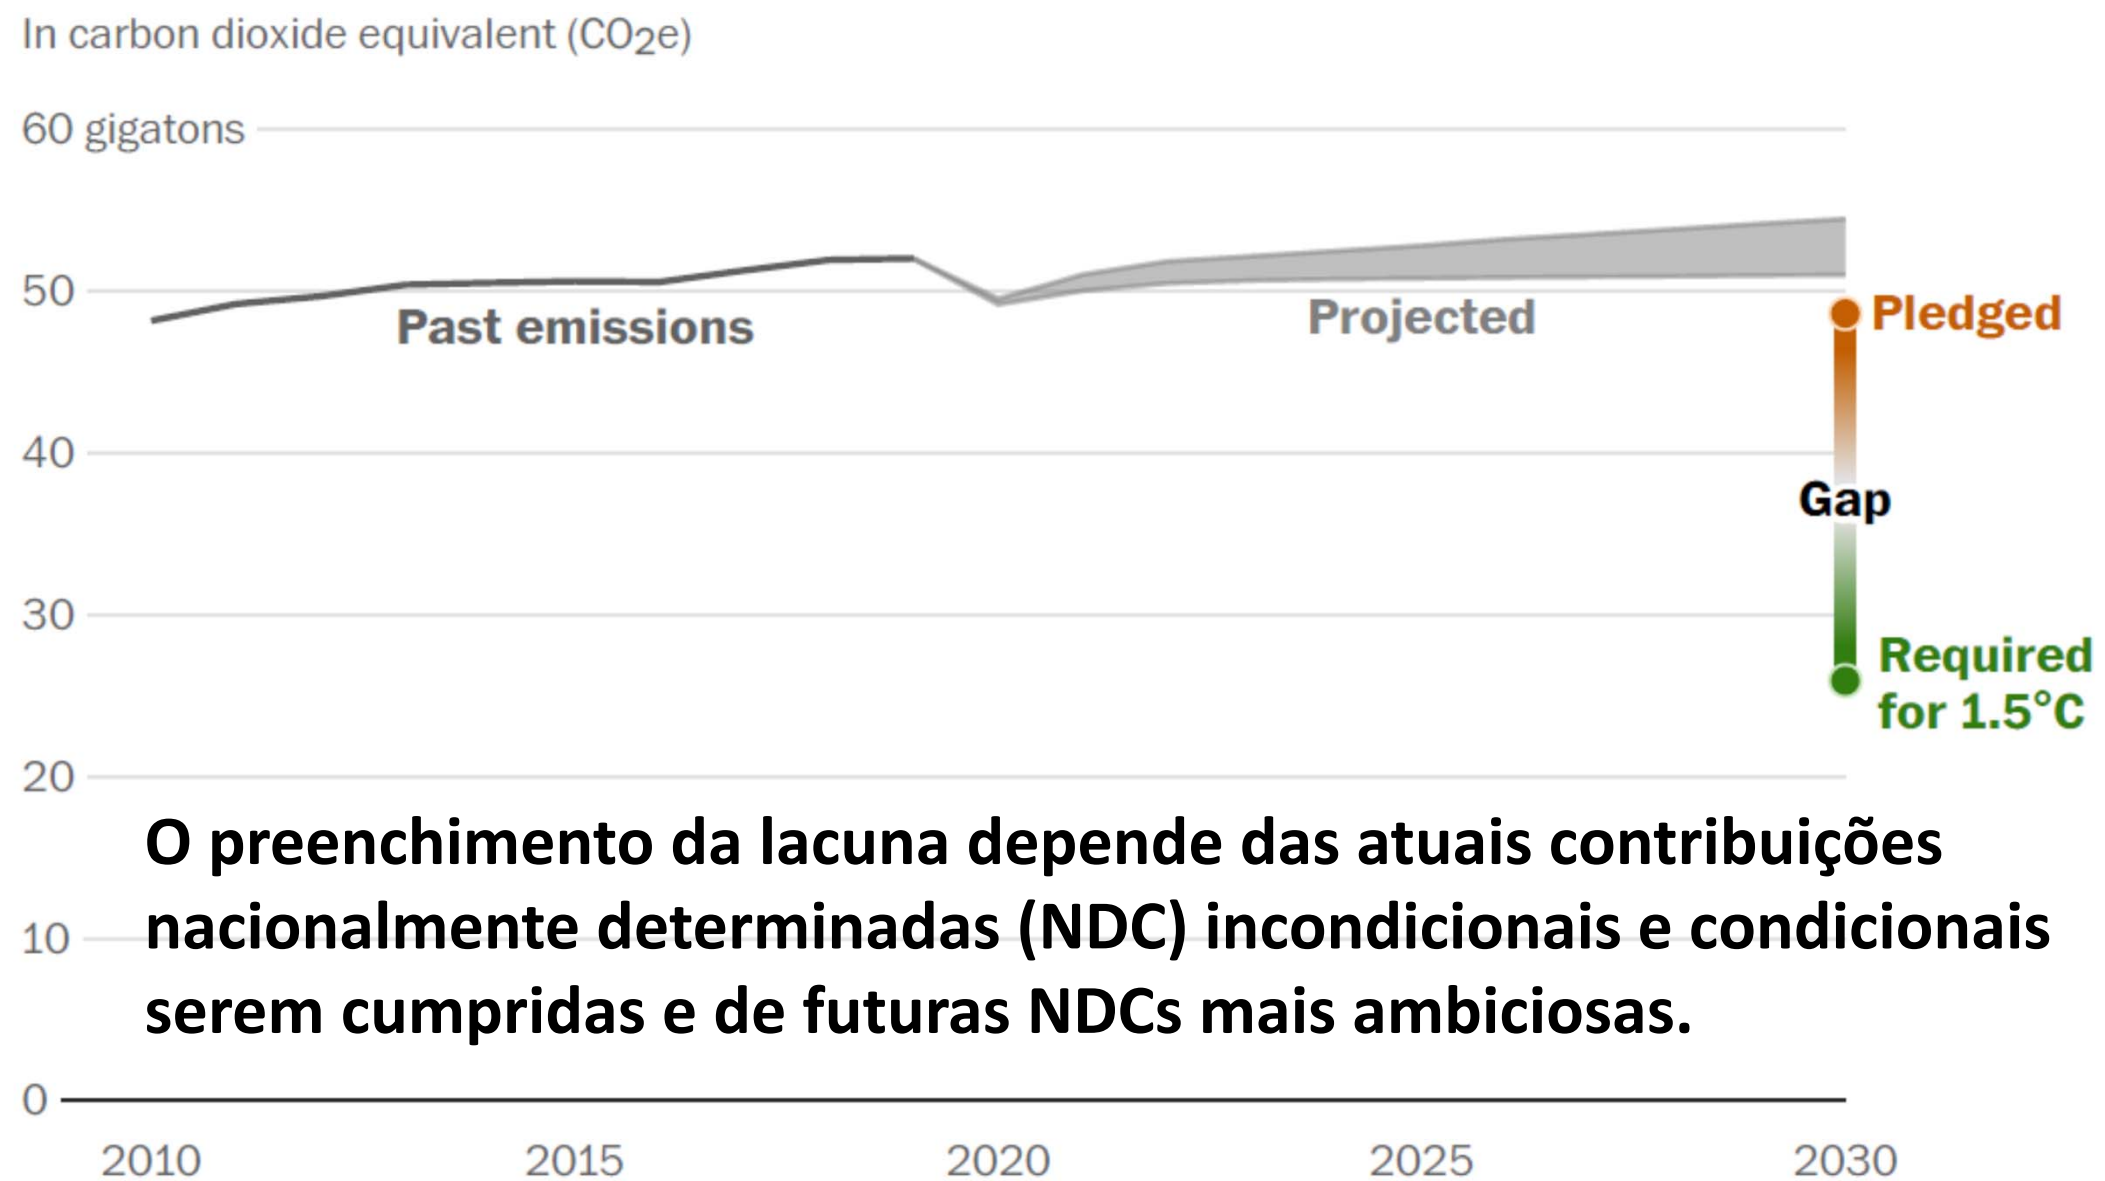 In carbon dioxide equivalent (CO2e)
60 gigatons
50
Past emissions
Projected
Pledged
40
Gap
30
Required
for 1.5°C
20
O preenchimento da lacuna depende das atuais contribuições
10
nacionalmente determinadas (NDC) incondicionais e condicionais
serem cumpridas e de futuras NDCs mais ambiciosas.
0
2010 2015 2020 2025 2030